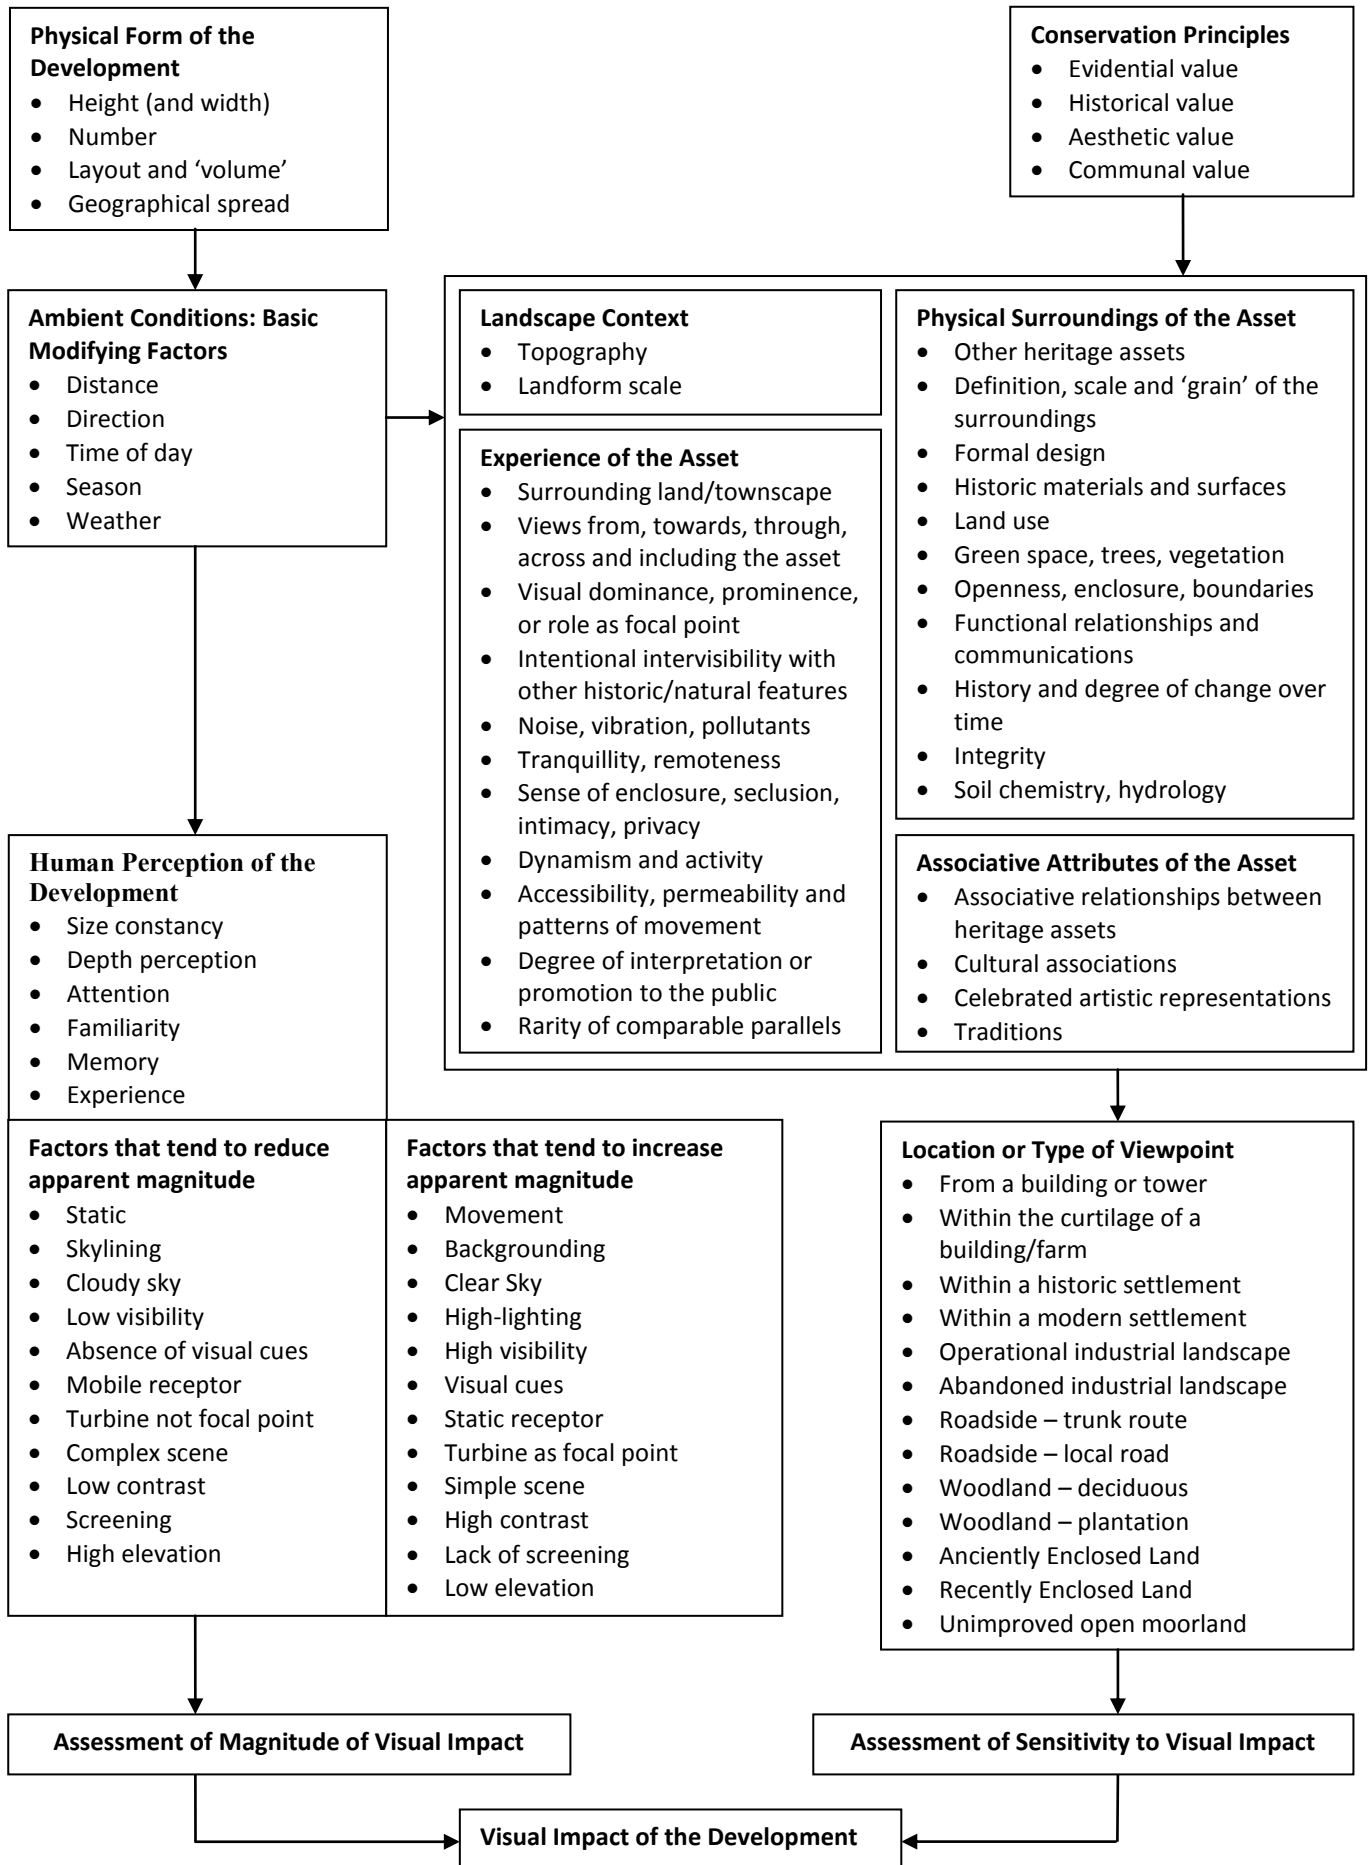 Physical Form of the
Development
• Height (and width)
• Number
• Layout and ‘volume’
• Geographical spread
Conservation Principles
• Evidential value
• Historical value
• Aesthetic value
• Communal value
Ambient Conditions: Basic
Modifying Factors
• Distance
• Direction
• Time of day
• Season
• Weather
Landscape Context
• Topography
• Landform scale
Experience of the Asset
• Surrounding land/townscape
• Views from, towards, through,
across and including the asset
• Visual dominance, prominence,
or role as focal point
• Intentional intervisibility with
other historic/natural features
• Noise, vibration, pollutants
• Tranquillity, remoteness
• Sense of enclosure, seclusion,
intimacy, privacy
• Dynamism and activity
• Accessibility, permeability and
patterns of movement
• Degree of interpretation or
promotion to the public
• Rarity of comparable parallels
Physical Surroundings of the Asset
• Other heritage assets
• Definition, scale and ‘grain’ of the
surroundings
• Formal design
• Historic materials and surfaces
• Land use
• Green space, trees, vegetation
• Openness, enclosure, boundaries
• Functional relationships and
communications
• History and degree of change over
time
• Integrity
• Soil chemistry, hydrology
Associative Attributes of the Asset
• Associative relationships between
heritage assets
• Cultural associations
• Celebrated artistic representations
• Traditions
Human Perception of the
Development
• Size constancy
• Depth perception
• Attention
• Familiarity
• Memory
• Experience
Factors that tend to reduce
apparent magnitude
• Static
• Skylining
• Cloudy sky
• Low visibility
• Absence of visual cues
• Mobile receptor
• Turbine not focal point
• Complex scene
• Low contrast
• Screening
• High elevation
Factors that tend to increase
apparent magnitude
• Movement
• Backgrounding
• Clear Sky
• High-lighting
• High visibility
• Visual cues
• Static receptor
• Turbine as focal point
• Simple scene
• High contrast
• Lack of screening
• Low elevation
Location or Type of Viewpoint
• From a building or tower
• Within the curtilage of a
building/farm
• Within a historic settlement
• Within a modern settlement
• Operational industrial landscape
• Abandoned industrial landscape
• Roadside – trunk route
• Roadside – local road
• Woodland – deciduous
• Woodland – plantation
• Anciently Enclosed Land
• Recently Enclosed Land
• Unimproved open moorland
Assessment of Magnitude of Visual Impact
Assessment of Sensitivity to Visual Impact
Visual Impact of the Development